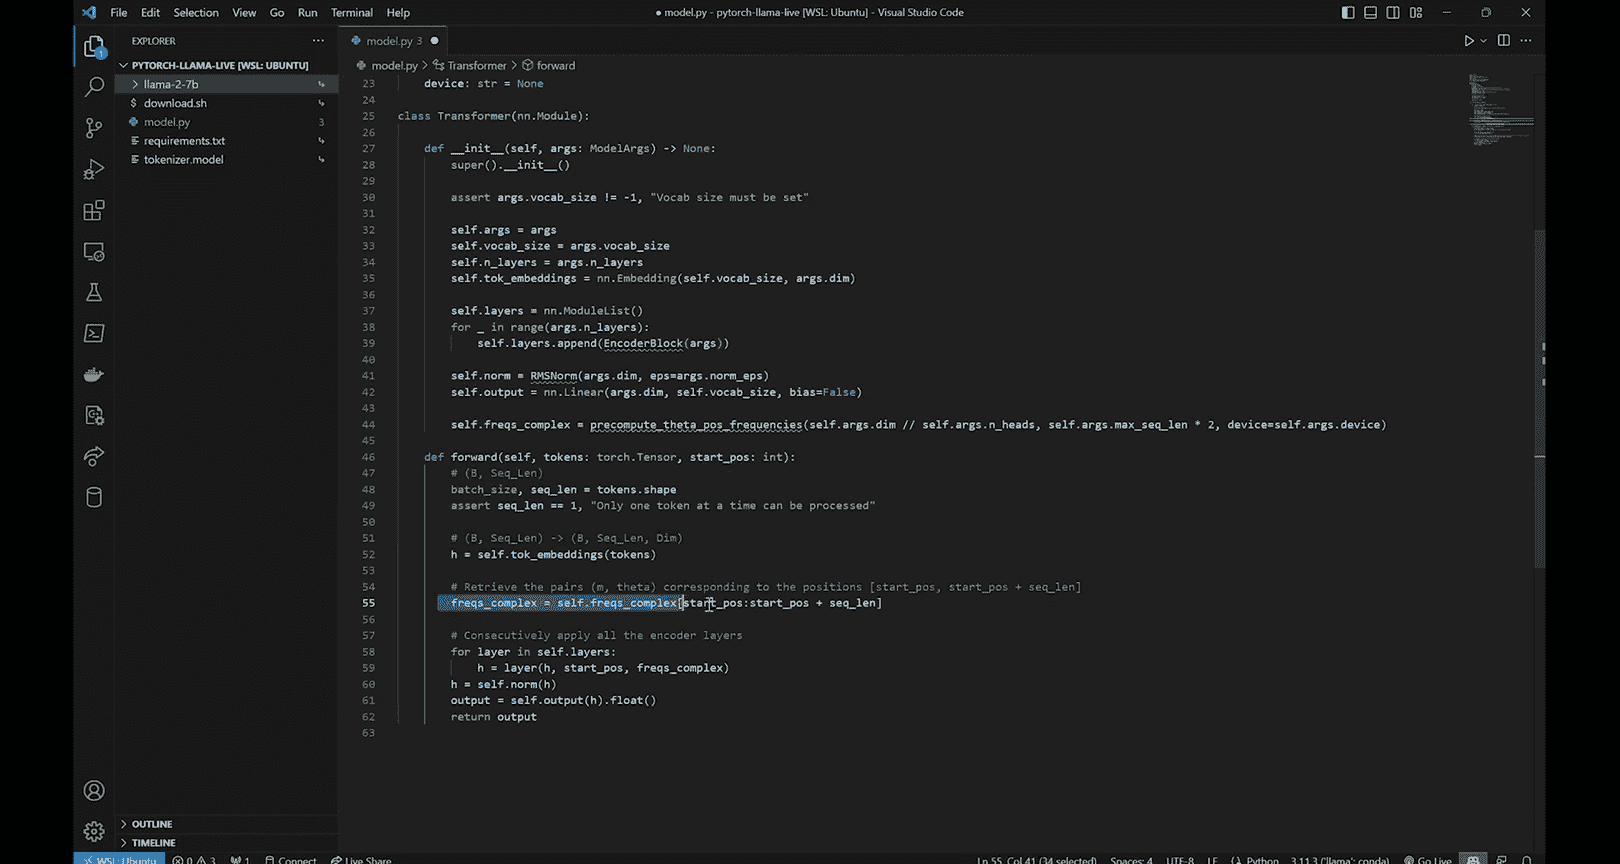 File Edit Selection View Go Run Terminal Help
● model.py - pytorch-llama-live [WSL: Ubuntu] - Visual Studio Code
EXPLORER
PYTORCH-LLAMA-LIVE [WSL: UBUNTU]
llama-2-7b
$ download.sh
model.py 3
requirements.txt
tokenizer.model
OUTLINE
TIMELINE
1
model.py 3 ●
model.py > Transformer > forward
23 device: str = None
24
25 class Transformer(nn.Module):
26
27 def __init__(self, args: ModelArgs) -> None:
28 super().__init__()
29
30 assert args.vocab_size != -1, "Vocab size must be set"
31
32 self.args = args
33 self.vocab_size = args.vocab_size
34 self.n_layers = args.n_layers
35 self.tok_embeddings = nn.Embedding(self.vocab_size, args.dim)
36
37 self.layers = nn.ModuleList()
38 for _ in range(args.n_layers):
39 self.layers.append(EncoderBlock(args))
40
41 self.norm = RMSNorm(args.dim, eps=args.norm_eps)
42 self.output = nn.Linear(args.dim, self.vocab_size, bias=False)
43
44 self.freqs_complex = precompute_theta_pos_frequencies(self.args.dim // self.args.n_heads, self.args.max_seq_len * 2, device=self.args.device)
45
46 def forward(self, tokens: torch.Tensor, start_pos: int):
47 # (B, Seq_Len)
48 batch_size, seq_len = tokens.shape
49 assert seq_len == 1, "Only one token at a time can be processed"
50
51 # (B, Seq_Len) -> (B, Seq_Len, Dim)
52 h = self.tok_embeddings(tokens)
53
54 # Retrieve the pairs (m, theta) corresponding to the positions [start_pos, start_pos + seq_len]
55 freqs_complex = self.freqs_complex[start_pos:start_pos + seq_len]
56
57 # Consecutively apply all the encoder layers
58 for layer in self.layers:
59 h = layer(h, start_pos, freqs_complex)
60 h = self.norm(h)
61 output = self.output(h).float()
62 return output
63
WSL: Ubuntu 0 3 1 Connect Live Share Ln 55, Col 41 (34 selected) Spaces: 4 UTF-8 LF Python 3.11.3 ('llama': conda) Go Live